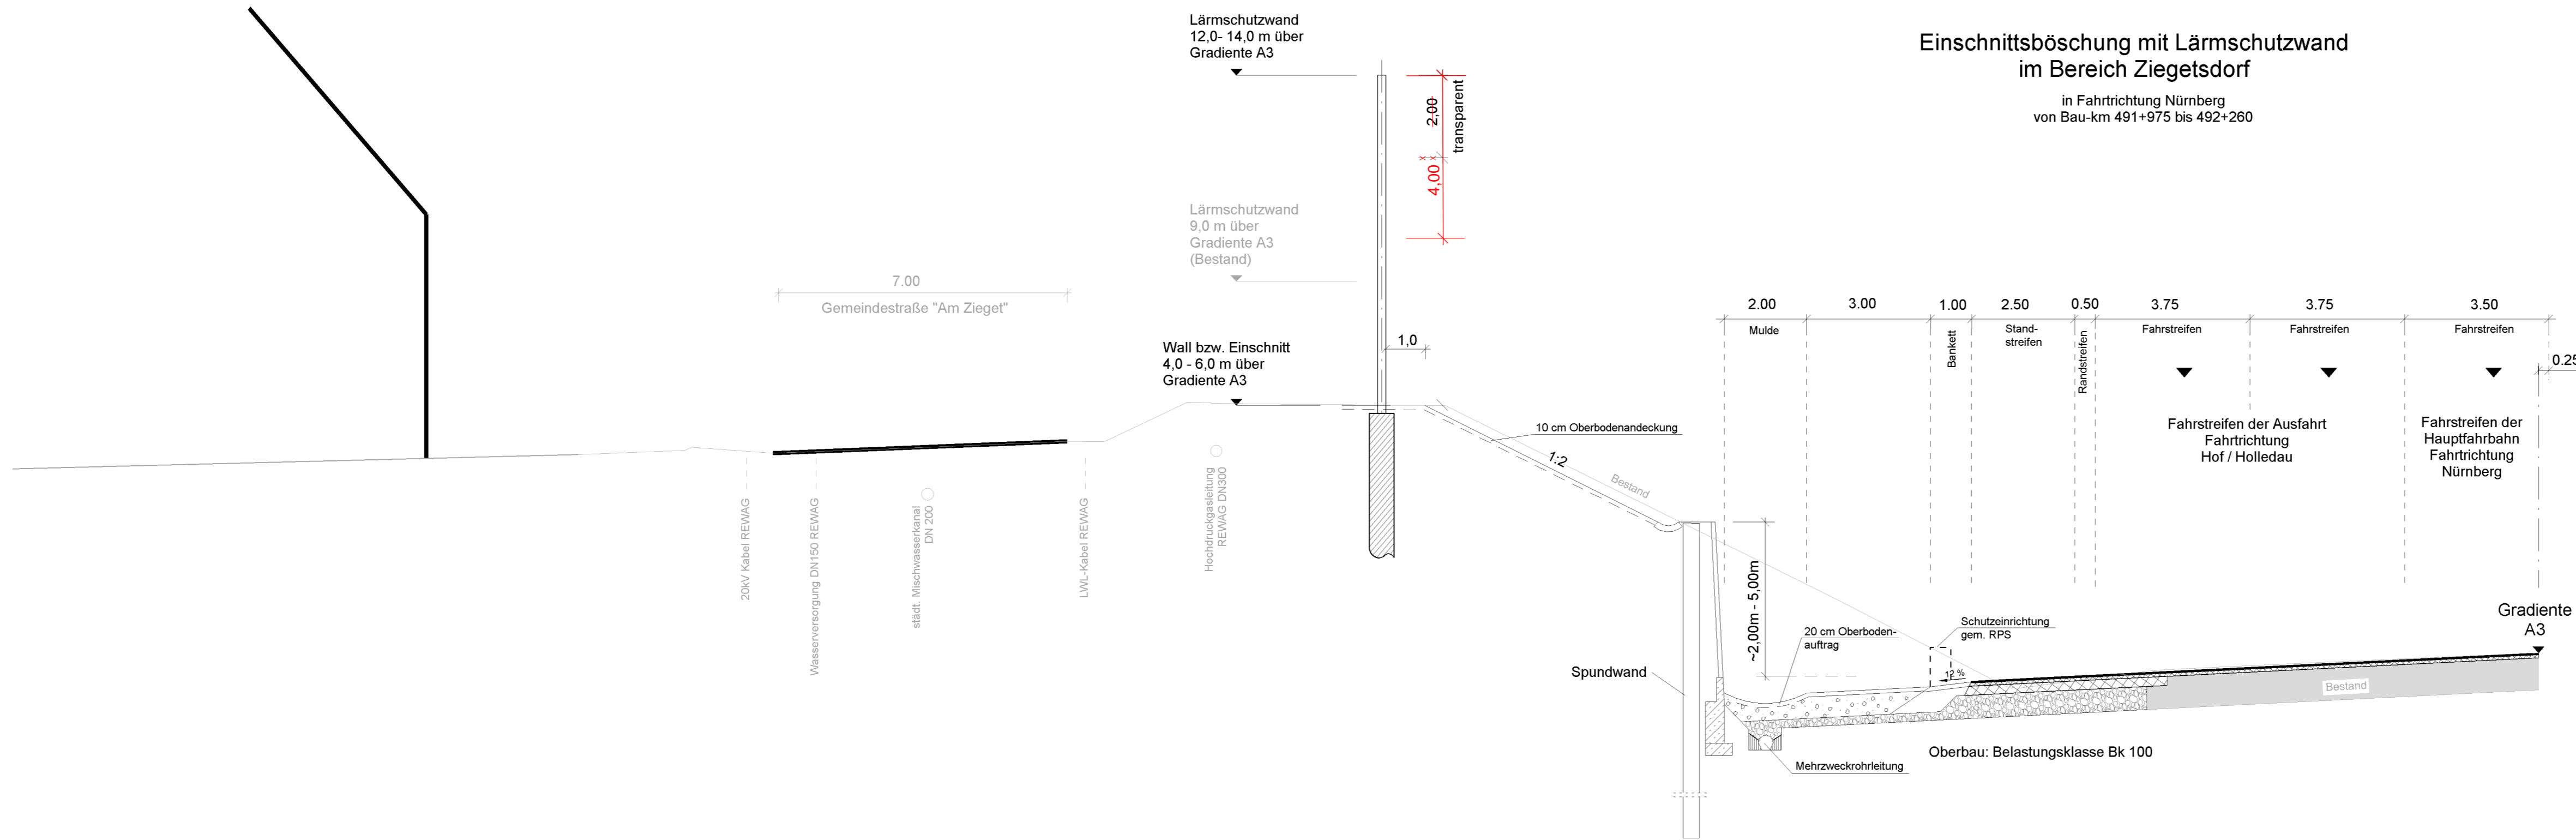 Einschnittsböschung mit Lärmschutzwand
im Bereich Ziegetsdorf
in Fahrtrichtung Nürnberg
von Bau-km 491+975 bis 492+260
Lärmschutzwand
12,0- 14,0 m über
Gradiente A3
2,00
transparent
4,00
Lärmschutzwand
9,0 m über
Gradiente A3
(Bestand)
7.00
Gemeindestraße "Am Zieget"
Wall bzw. Einschnitt
4,0 - 6,0 m über
Gradiente A3
1,0
2.00
3.00
1.00
2.50
0.50
3.75
3.75
3.50
Mulde
Bankett
Stand-
streifen
Randstreifen
Fahrstreifen
Fahrstreifen
Fahrstreifen
0.25
Fahrstreifen der Ausfahrt
Fahrtrichtung
Hof / Holledau
Fahrstreifen der
Hauptfahrbahn
Fahrtrichtung
Nürnberg
10 cm Oberbodenandeckung
1:2
Bestand
20kV Kabel REWAG
Wasserversorgung DN150 REWAG
städt. Mischwasserkanal
DN 200
LWL-Kabel REWAG
Hochdruckgasleitung
REWAG DN300
~2,00m - 5,00m
20 cm Oberboden-
auftrag
Schutzeinrichtung
gem. RPS
12 %
Gradiente
A3
Spundwand
Bestand
Mehrzweckrohrleitung
Oberbau: Belastungsklasse Bk 100